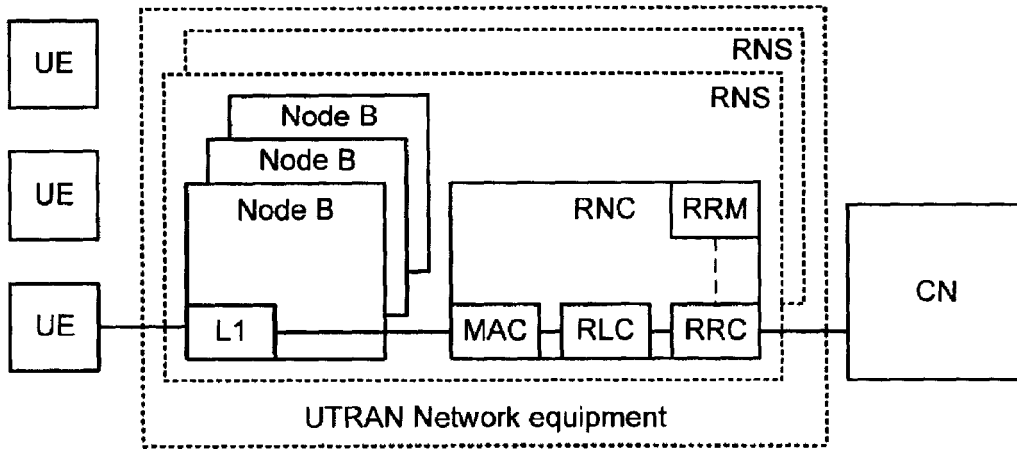 UE
UE
UE
RNS
RNS
Node B
Node B
Node B
L1
RNC
RRM
MAC
RLC
RRC
CN
UTRAN Network equipment